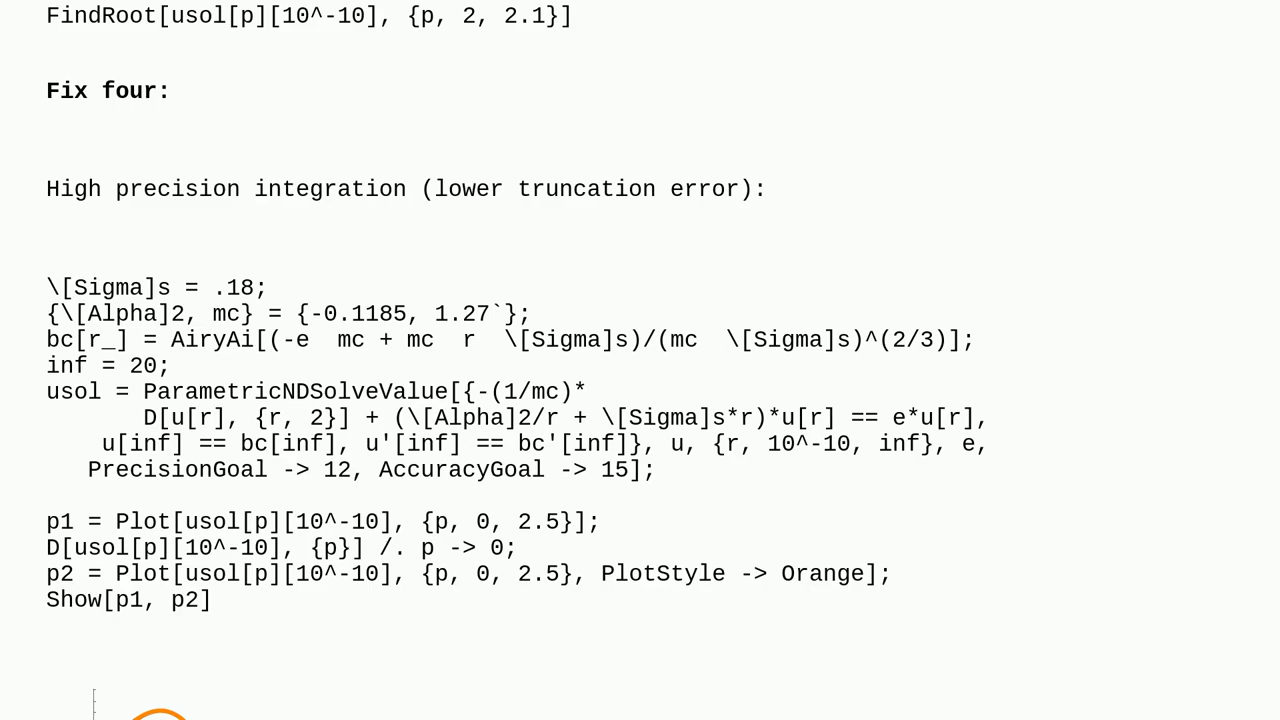 FindRoot[usol[p][10^-10], {p, 2, 2.1}]
Fix four:
High precision integration (lower truncation error):
\[Sigma]s = .18;
{\[Alpha]2, mc} = {-0.1185, 1.27`};
bc[r_] = AiryAi[(-e  mc + mc  r  \[Sigma]s)/(mc  \[Sigma]s)^(2/3)];
inf = 20;
usol = ParametricNDSolveValue[{-(1/mc)*
       D[u[r], {r, 2}] + (\[Alpha]2/r + \[Sigma]s*r)*u[r] == e*u[r],
    u[inf] == bc[inf], u'[inf] == bc'[inf]}, u, {r, 10^-10, inf}, e,
   PrecisionGoal -> 12, AccuracyGoal -> 15];
p1 = Plot[usol[p][10^-10], {p, 0, 2.5}];
D[usol[p][10^-10], {p}] /. p -> 0;
p2 = Plot[usol[p][10^-10], {p, 0, 2.5}, PlotStyle -> Orange];
Show[p1, p2]